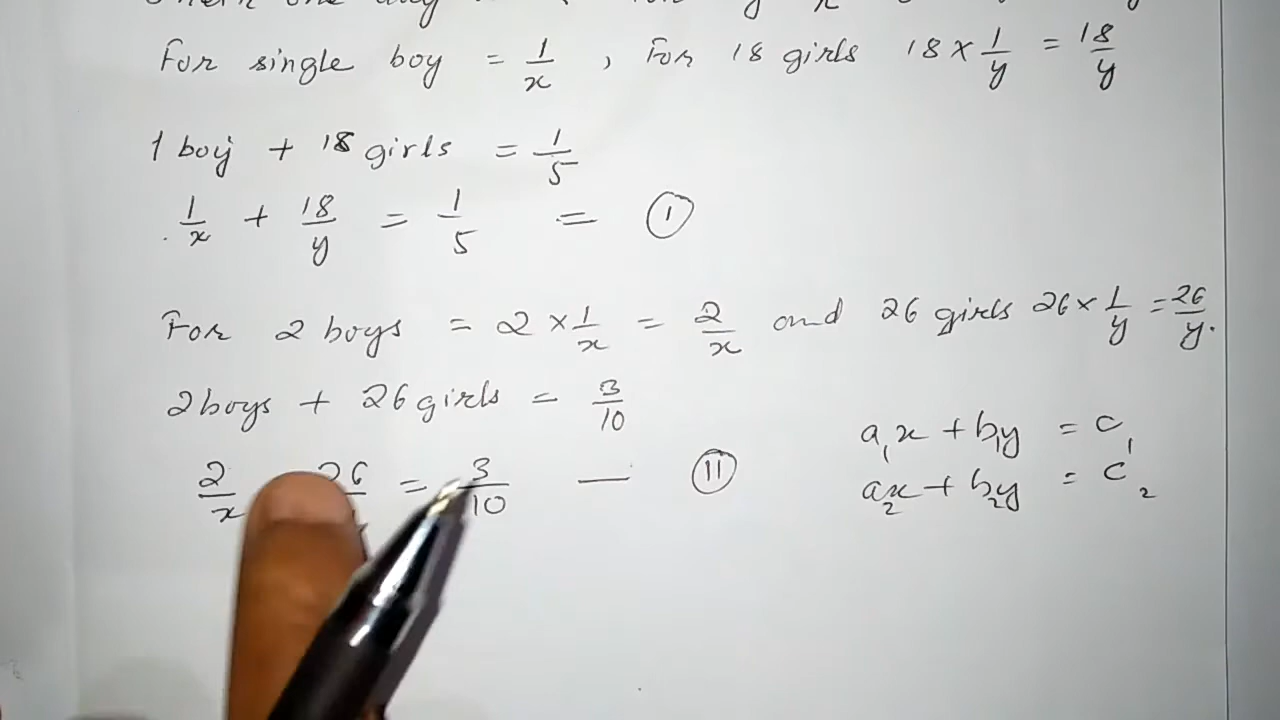 For single boy = 1/x , For 18 girls 18 × 1/y = 18/y
1 boy + 18 girls = 1/5
1/x + 18/y = 1/5 = ①
For 2 boys = 2 × 1/x = 2/x and 26 girls 26 × 1/y = 26/y.
2 boys + 26 girls = 3/10
2/x 26 = 3/10 — ⑪
a₁x + b₁y = c₁
a₂x + b₂y = c₂